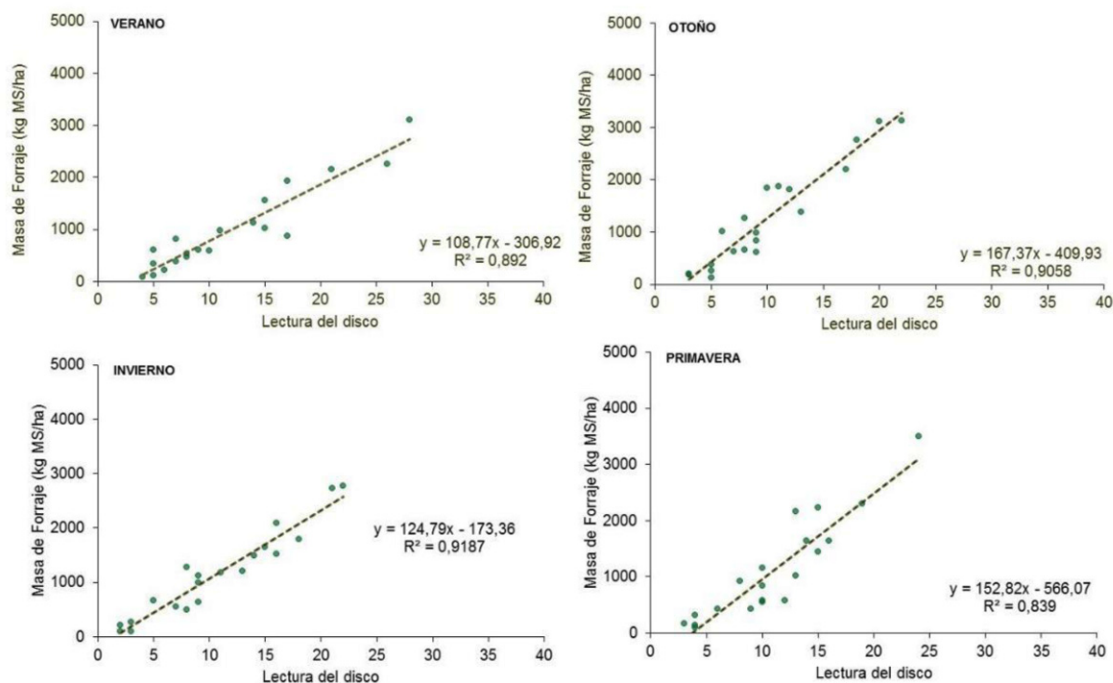 VERANO
Masa de Forraje (kg MS/ha)
5000
4000
3000
2000
1000
0
y = 108,77x - 306,92
R² = 0,892
0 5 10 15 20 25 30 35 40
Lectura del disco
OTOÑO
Masa de Forraje (kg MS/ha)
5000
4000
3000
2000
1000
0
y = 167,37x - 409,93
R² = 0,9058
0 5 10 15 20 25 30 35 40
Lectura del disco
INVIERNO
Masa de Forraje (kg MS/ha)
5000
4000
3000
2000
1000
0
y = 124,79x - 173,36
R² = 0,9187
0 5 10 15 20 25 30 35 40
Lectura del disco
PRIMAVERA
Masa de Forraje (kg MS/ha)
5000
4000
3000
2000
1000
0
y = 152,82x - 566,07
R² = 0,839
0 5 10 15 20 25 30 35 40
Lectura del disco